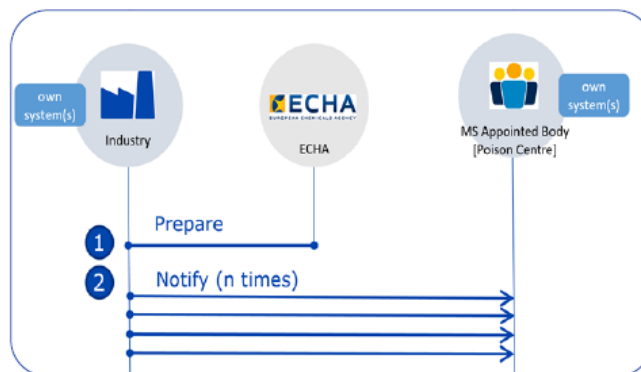 own
system(s)
Industry
ECHA
EUROPEAN CHEMICALS AGENCY
ECHA
MS Appointed Body
[Poison Centre]
own
system(s)
1
Prepare
2
Notify (n times)